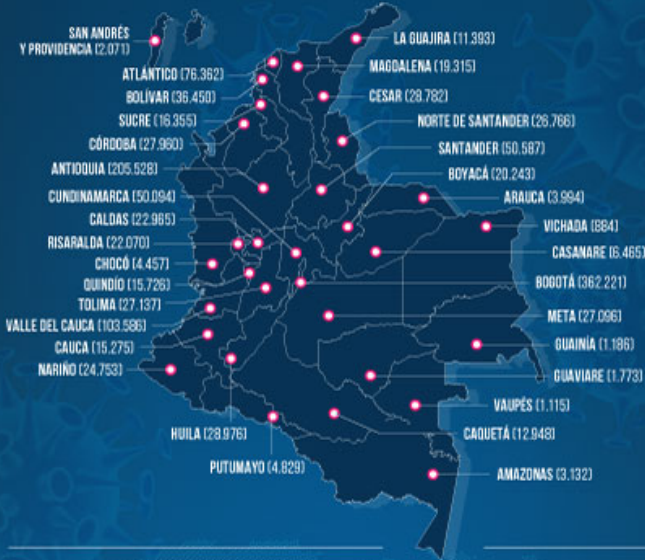 SAN ANDRÉS
Y PROVIDENCIA (2.071)
ATLÁNTICO (76.362)
BOLÍVAR (36.450)
SUCRE (16.355)
CÓRDOBA (27.960)
ANTIOQUIA (205.528)
CUNDINAMARCA (50.094)
CALDAS (22.965)
RISARALDA (22.070)
CHOCÓ (4.457)
QUINDÍO (15.726)
TOLIMA (27.137)
VALLE DEL CAUCA (103.586)
CAUCA (15.275)
NARIÑO (24.753)
HUILA (28.976)
PUTUMAYO (4.829)
LA GUAJIRA (11.393)
MAGDALENA (19.315)
CESAR (28.782)
NORTE DE SANTANDER (26.766)
SANTANDER (50.587)
BOYACÁ (20.243)
ARAUCA (3.994)
VICHADA (884)
CASANARE (6.465)
BOGOTÁ (362.221)
META (27.096)
GUAINÍA (1.186)
GUAVIARE (1.773)
VAUPÉS (1.115)
CAQUETÁ (12.948)
AMAZONAS (3.132)